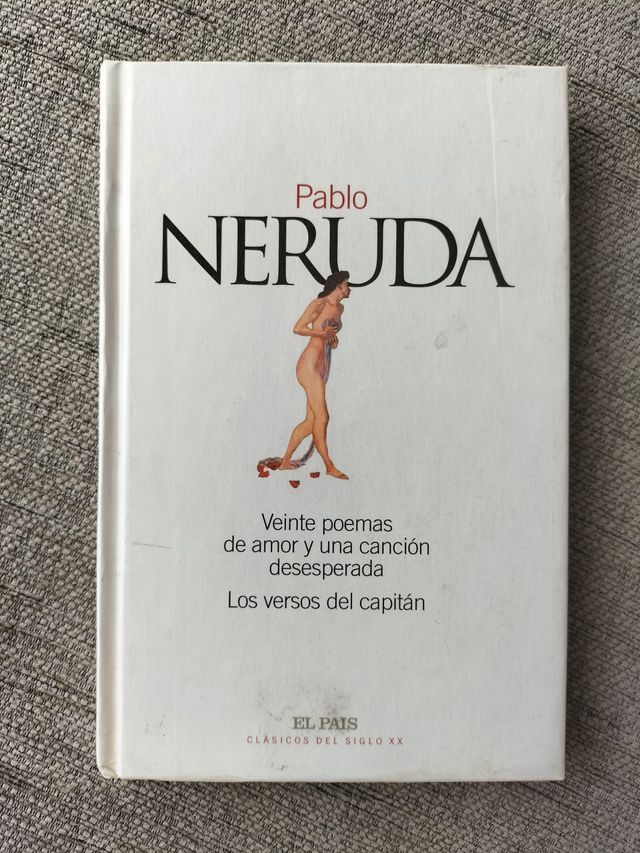 Pablo
NERUDA
Veinte poemas
de amor y una canción
desesperada
Los versos del capitán
EL PAIS
CLÁSICOS DEL SIGLO XX